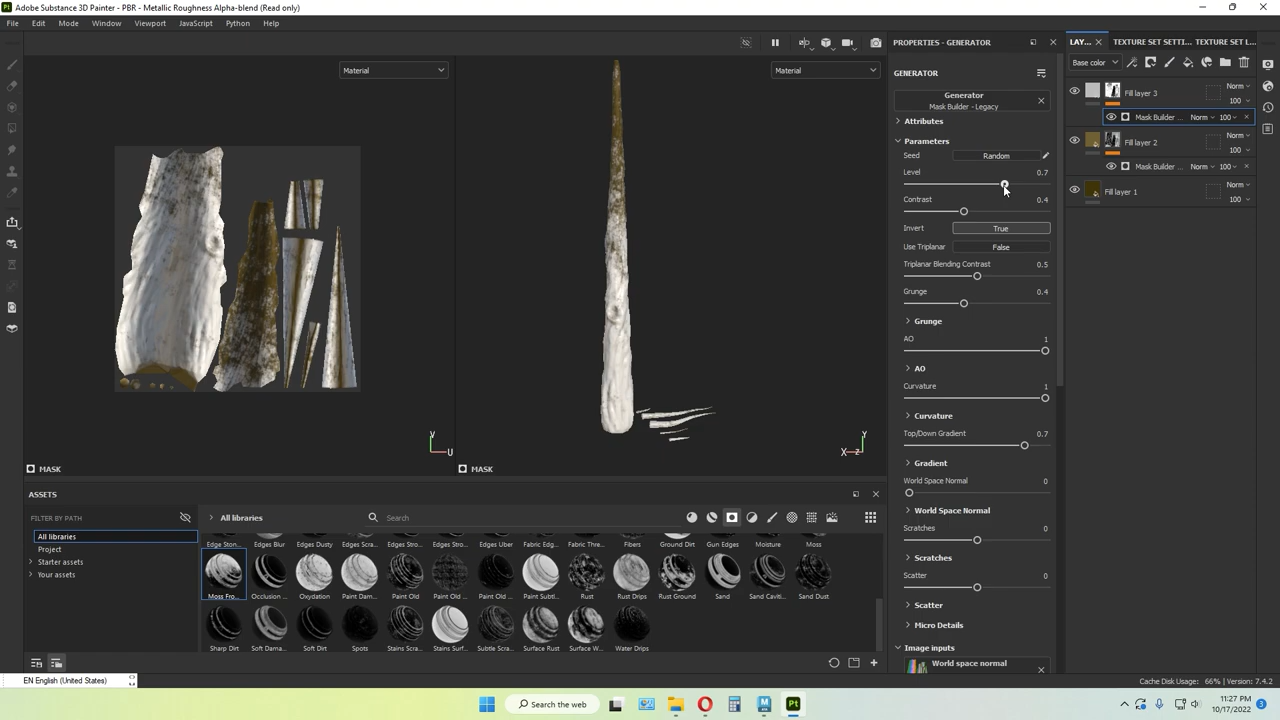 Adobe Substance 3D Painter - PBR - Metallic Roughness Alpha-blend (Read only)
File Edit Mode Window Viewport JavaScript Python Help
Material
Material
PROPERTIES - GENERATOR
GENERATOR
Generator
Mask Builder - Legacy
Attributes
Parameters
Seed Random
Level 0.7
Contrast 0.4
Invert True
Use Triplanar False
Triplanar Blending Contrast 0.5
Grunge 0.4
Grunge
AO 1
AO
Curvature 1
Curvature
Top/Down Gradient 0.7
Gradient
World Space Normal 0
World Space Normal
Scratches 0
Scratches
Scatter 0
Scatter
Micro Details
Image inputs
World space normal
LAY... TEXTURE SET SETTI... TEXTURE SET L...
Base color
Fill layer 3 Norm 100
Mask Builder ... Norm 100
Fill layer 2 Norm 100
Mask Builder ... Norm 100
Fill layer 1 Norm 100
V
U
Y
X Z
MASK
MASK
ASSETS
FILTER BY PATH
All libraries
Project
Starter assets
Your assets
All libraries Search
Edge Ston... Edges Blur Edges Dusty Edges Scra... Edges Stro... Edges Stro... Edges Uber Fabric Edg... Fabric Thre... Fibers Ground Dirt Gun Edges Moisture Moss
Moss Fro... Occlusion ... Oxydation Paint Dam... Paint Old Paint Old ... Paint Old ... Paint Subtl... Rust Rust Drips Rust Ground Sand Sand Caviti... Sand Dust
Sharp Dirt Soft Dama... Soft Dirt Spots Stains Scra... Stains Surf... Subtle Scra... Surface Rust Surface W... Water Drips
Cache Disk Usage: 66% | Version: 7.4.2
EN English (United States)
Search the web
11:27 PM
10/17/2022